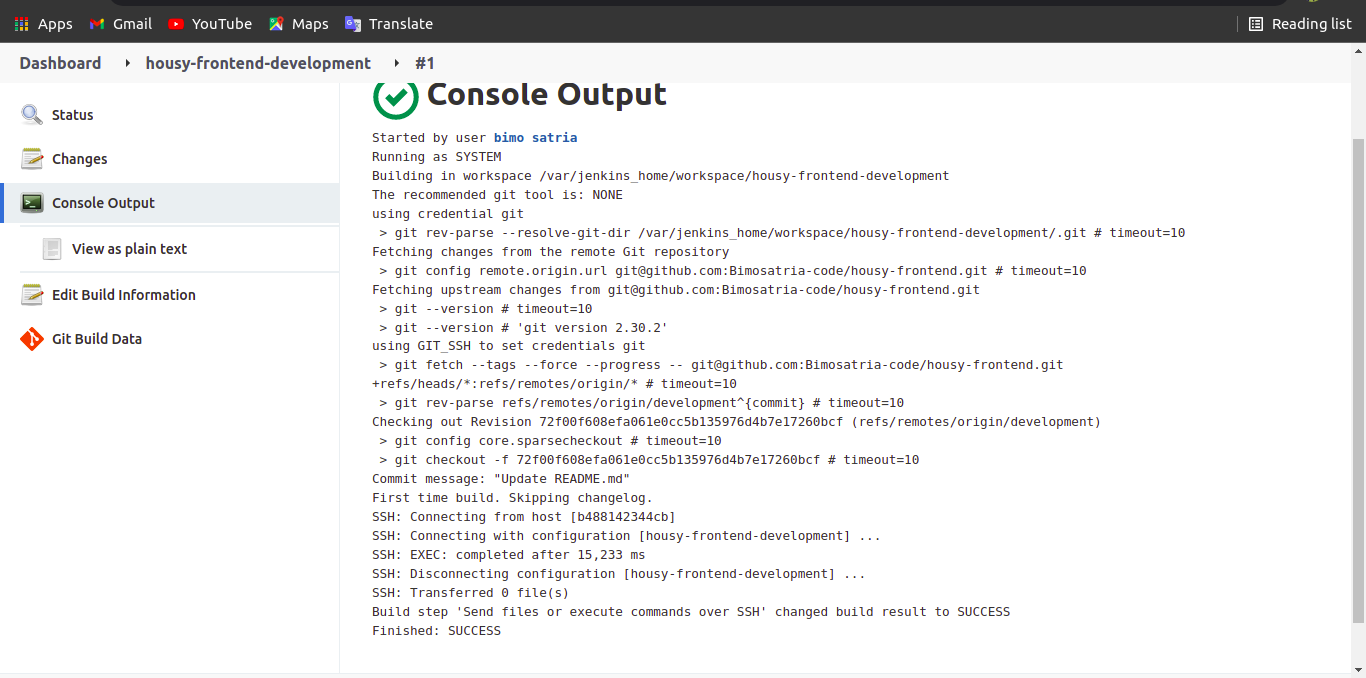 Apps Gmail YouTube Maps Translate Reading list
Dashboard housy-frontend-development #1
Status
Changes
Console Output
View as plain text
Edit Build Information
Git Build Data
Console Output
Started by user bimo satria
Running as SYSTEM
Building in workspace /var/jenkins_home/workspace/housy-frontend-development
The recommended git tool is: NONE
using credential git
> git rev-parse --resolve-git-dir /var/jenkins_home/workspace/housy-frontend-development/.git # timeout=10
Fetching changes from the remote Git repository
> git config remote.origin.url git@github.com:Bimosatria-code/housy-frontend.git # timeout=10
Fetching upstream changes from git@github.com:Bimosatria-code/housy-frontend.git
> git --version # timeout=10
> git --version # 'git version 2.30.2'
using GIT_SSH to set credentials git
> git fetch --tags --force --progress -- git@github.com:Bimosatria-code/housy-frontend.git
+refs/heads/*:refs/remotes/origin/* # timeout=10
> git rev-parse refs/remotes/origin/development^{commit} # timeout=10
Checking out Revision 72f00f608efa061e0cc5b135976d4b7e17260bcf (refs/remotes/origin/development)
> git config core.sparsecheckout # timeout=10
> git checkout -f 72f00f608efa061e0cc5b135976d4b7e17260bcf # timeout=10
Commit message: "Update README.md"
First time build. Skipping changelog.
SSH: Connecting from host [b488142344cb]
SSH: Connecting with configuration [housy-frontend-development] ...
SSH: EXEC: completed after 15,233 ms
SSH: Disconnecting configuration [housy-frontend-development] ...
SSH: Transferred 0 file(s)
Build step 'Send files or execute commands over SSH' changed build result to SUCCESS
Finished: SUCCESS